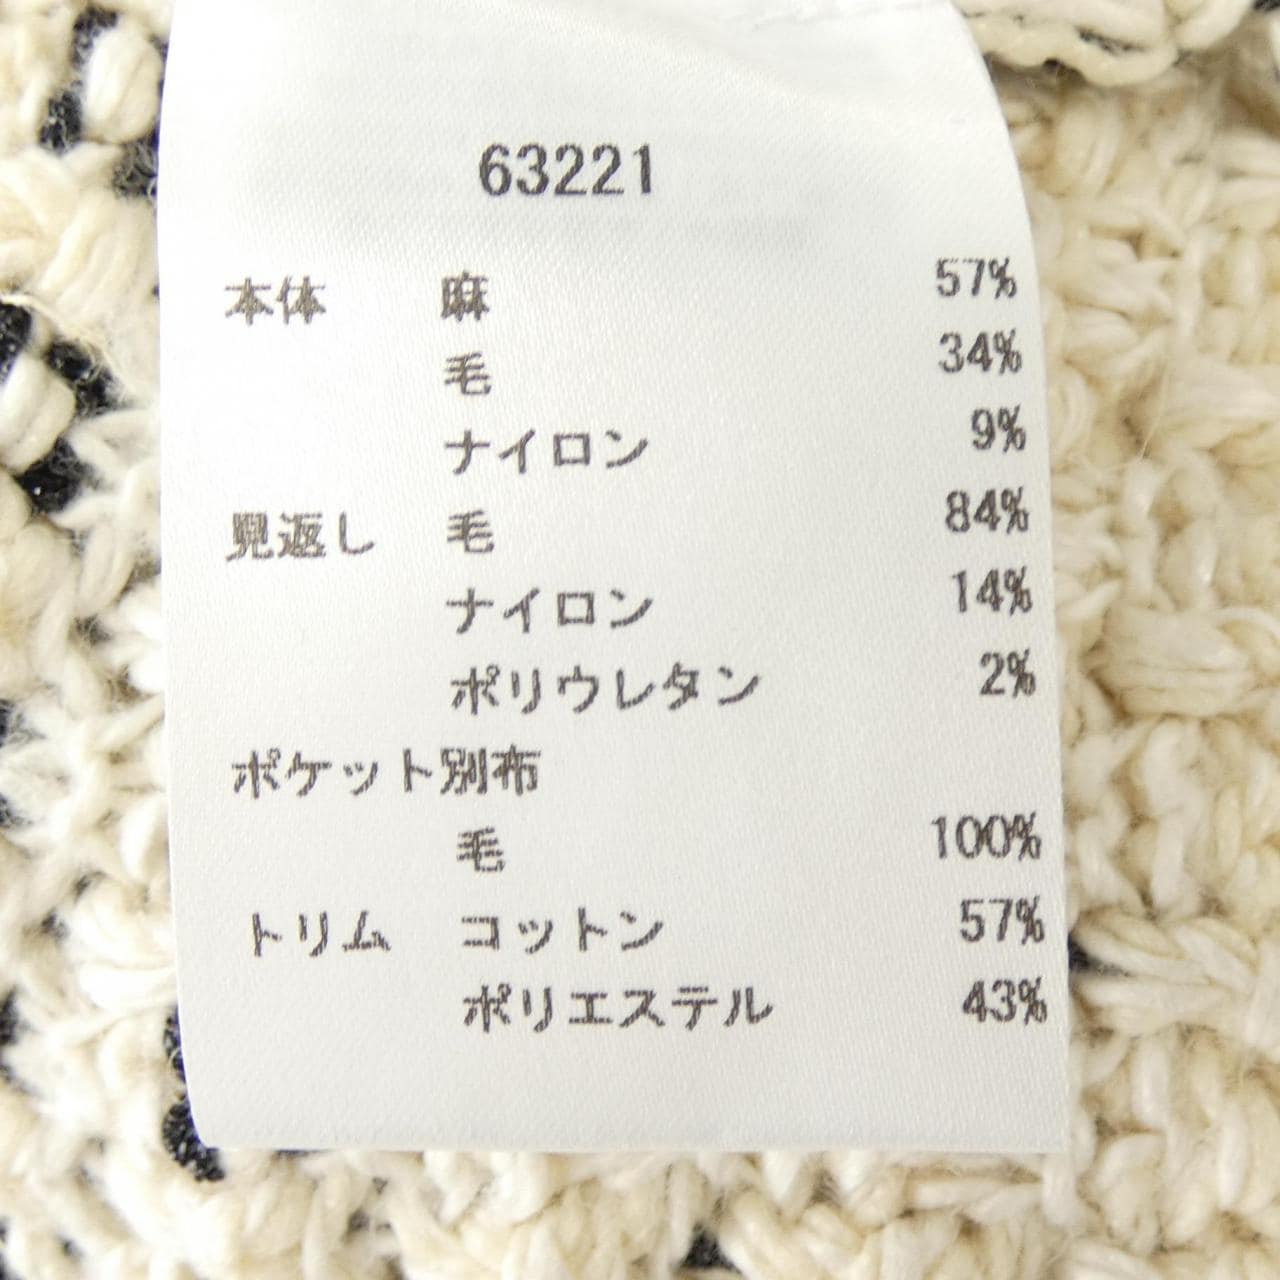 63221
本体 麻 57%
毛 34%
ナイロン 9%
見返し 毛 84%
ナイロン 14%
ポリウレタン 2%
ポケット別布
毛 100%
トリム コットン 57%
ポリエステル 43%